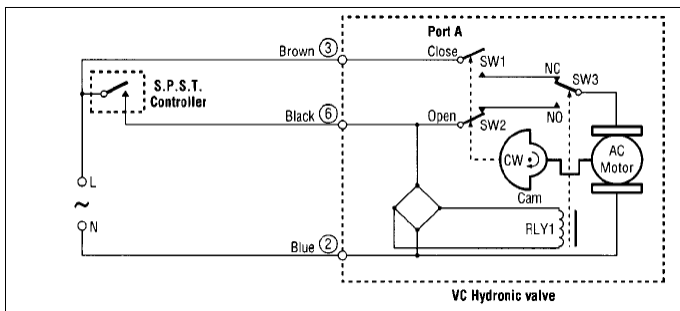 Port A
Brown 3 Close
SW1
NC
SW3
S.P.S.T.
Controller
Black 6 Open
SW2
NO
CW
AC
Motor
Cam
L
~
N
RLY1
Blue 2
VC Hydronic valve